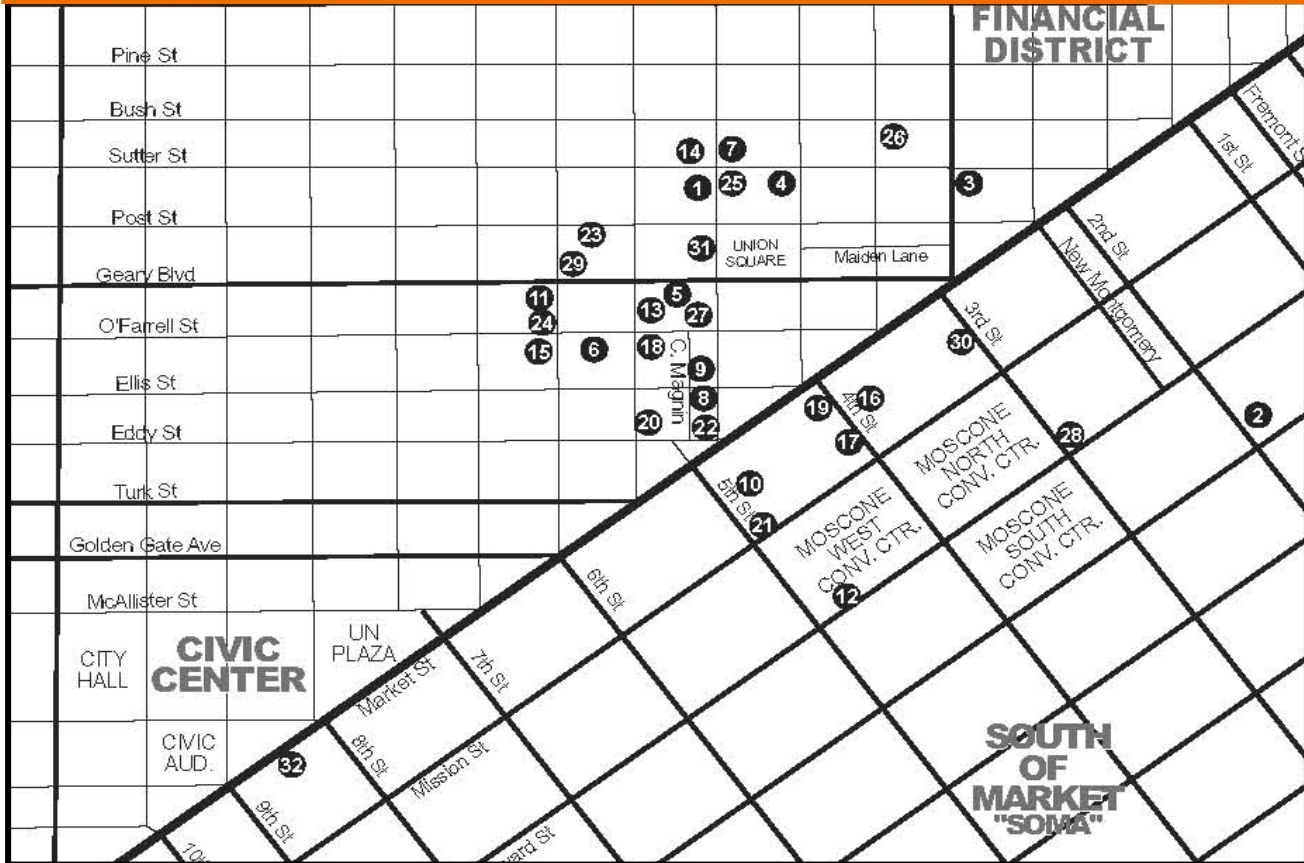 FINANCIAL
DISTRICT
Pine St
Bush St
Sutter St
Post St
Geary Blvd
O'Farrell St
Ellis St
Eddy St
Turk St
Golden Gate Ave
McAllister St
26
14
7
1
25
4
3
23
31
UNION
SQUARE
Maiden Lane
29
11
5
13
27
24
15
6
18
C. Magnin
9
8
20
22
Fremont
1st St
2nd St
New Montgomery
3rd St
30
19
16
4th St
17
2
28
MOSCONE
NORTH
CONV. CTR.
10
5th St
21
MOSCONE
WEST
CONV. CTR.
MOSCONE
SOUTH
CONV. CTR.
12
6th St
CITY
HALL
CIVIC
CENTER
UN
PLAZA
Market St
7th St
CIVIC
AUD.
32
8th St
Mission St
9th St
SOUTH
OF
MARKET
"SOMA"